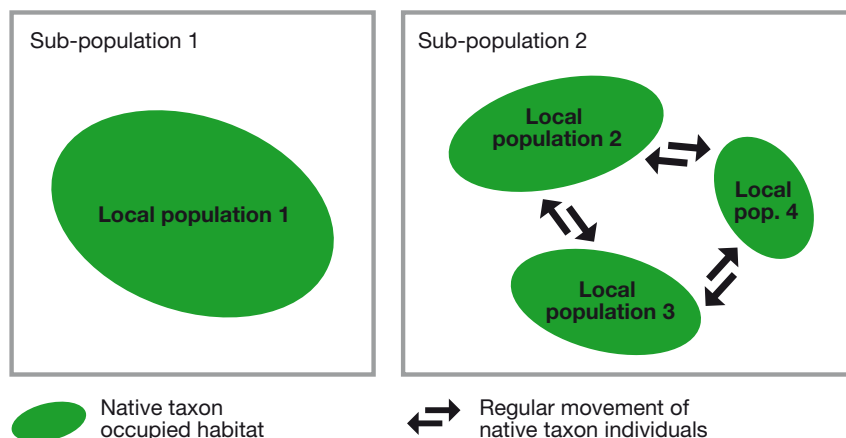 Sub-population 1
Local population 1
Sub-population 2
Local
population 2
Local
pop. 4
Local
population 3
Native taxon
occupied habitat
Regular movement of
native taxon individuals